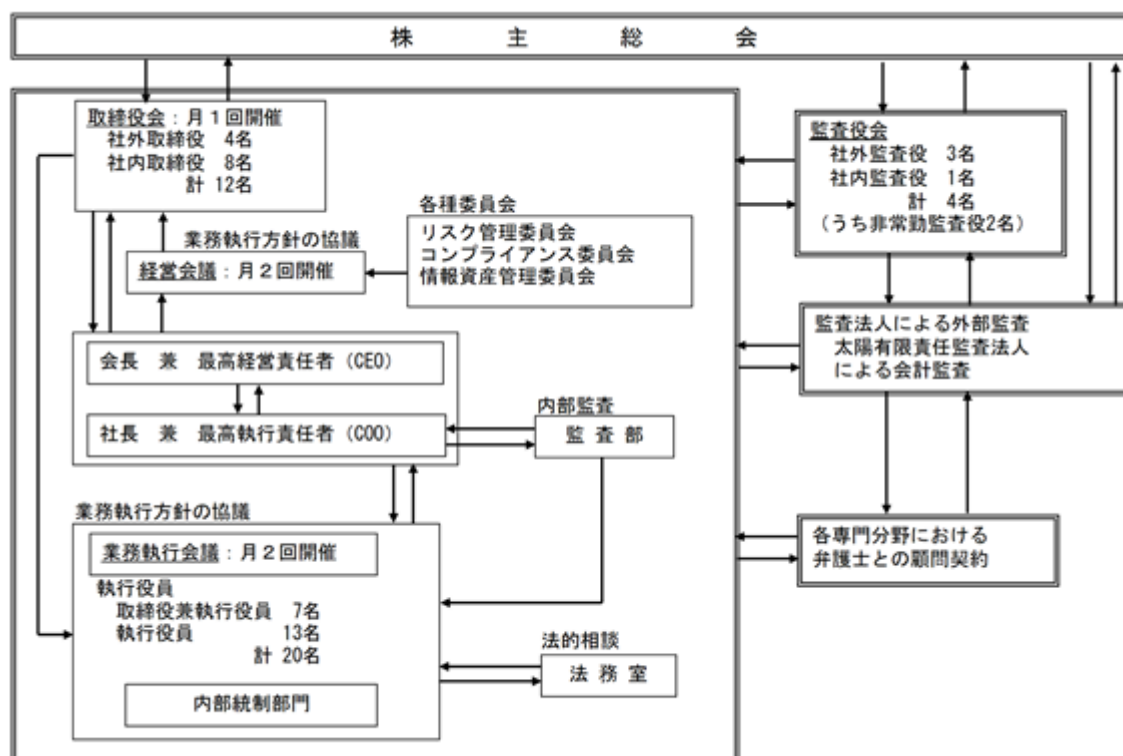 株主総会
取締役会：月１回開催
社外取締役 4名
社内取締役 8名
計 12名
業務執行方針の協議
経営会議：月２回開催
各種委員会
リスク管理委員会
コンプライアンス委員会
情報資産管理委員会
会長 兼 最高経営責任者（CEO）
社長 兼 最高執行責任者（COO）
内部監査
監査部
業務執行方針の協議
業務執行会議：月２回開催
執行役員
取締役兼執行役員 7名
執行役員 13名
計 20名
内部統制部門
法的相談
法務室
監査役会
社外監査役 3名
社内監査役 1名
計 4名
（うち非常勤監査役2名）
監査法人による外部監査
太陽有限責任監査法人
による会計監査
各専門分野における
弁護士との顧問契約